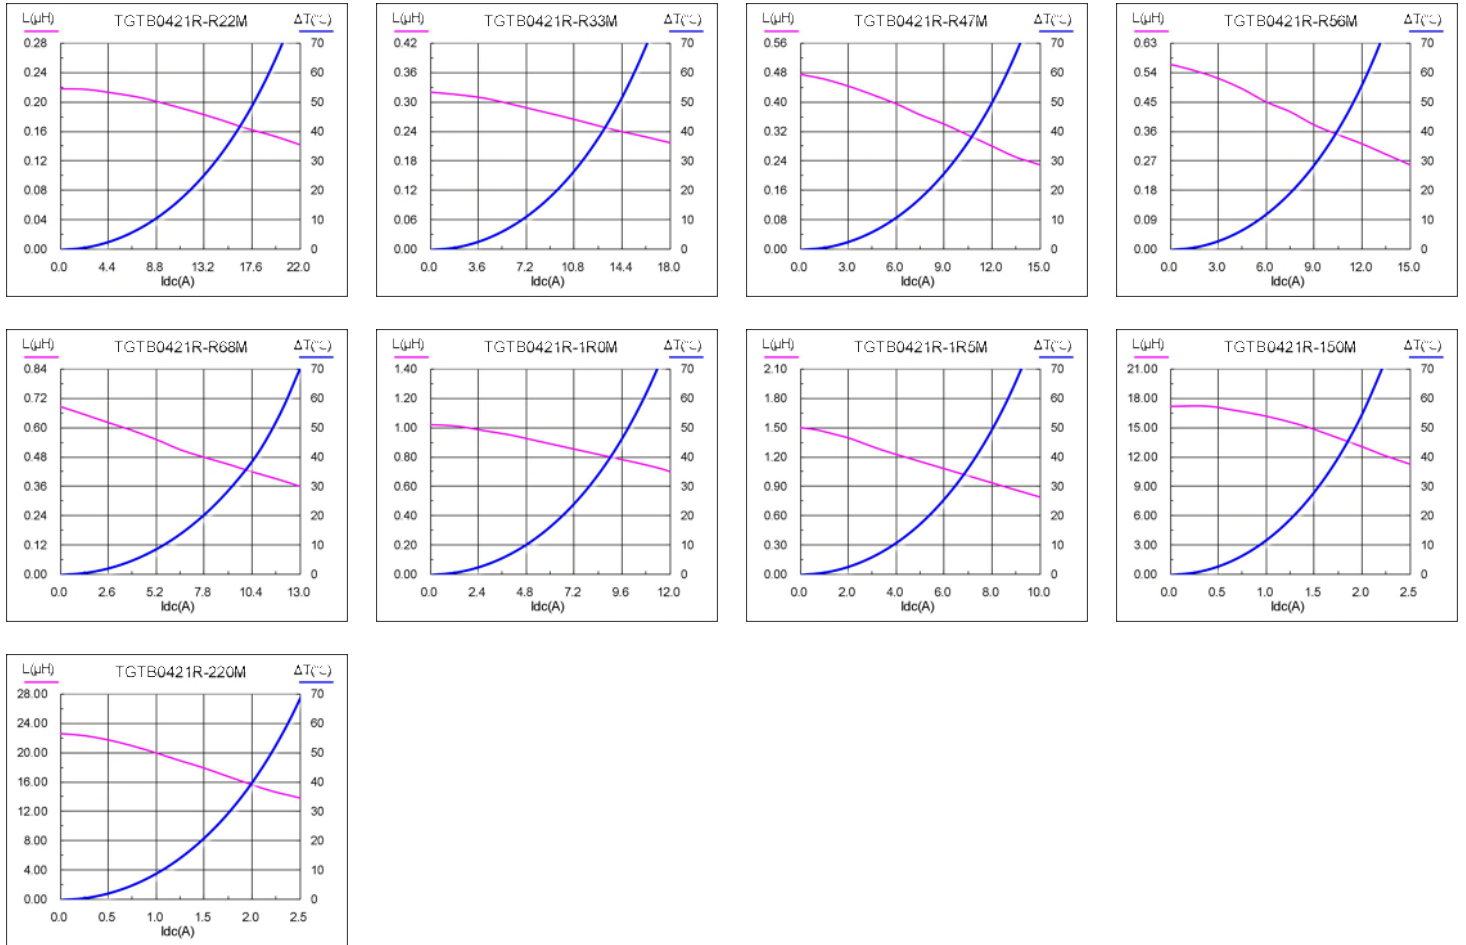 L(µH) TGTB0421R-R22M ΔT(℃)
0.28 70
0.24 60
0.20 50
0.16 40
0.12 30
0.08 20
0.04 10
0.00 0
0.0 4.4 8.8 13.2 17.6 22.0
Idc(A)
L(µH) TGTB0421R-R33M ΔT(℃)
0.42 70
0.36 60
0.30 50
0.24 40
0.18 30
0.12 20
0.06 10
0.00 0
0.0 3.6 7.2 10.8 14.4 18.0
Idc(A)
L(µH) TGTB0421R-R47M ΔT(℃)
0.56 70
0.48 60
0.40 50
0.32 40
0.24 30
0.16 20
0.08 10
0.00 0
0.0 3.0 6.0 9.0 12.0 15.0
Idc(A)
L(µH) TGTB0421R-R56M ΔT(℃)
0.63 70
0.54 60
0.45 50
0.36 40
0.27 30
0.18 20
0.09 10
0.00 0
0.0 3.0 6.0 9.0 12.0 15.0
Idc(A)
L(µH) TGTB0421R-R68M ΔT(℃)
0.84 70
0.72 60
0.60 50
0.48 40
0.36 30
0.24 20
0.12 10
0.00 0
0.0 2.6 5.2 7.8 10.4 13.0
Idc(A)
L(µH) TGTB0421R-1R0M ΔT(℃)
1.40 70
1.20 60
1.00 50
0.80 40
0.60 30
0.40 20
0.20 10
0.00 0
0.0 2.4 4.8 7.2 9.6 12.0
Idc(A)
L(µH) TGTB0421R-1R5M ΔT(℃)
2.10 70
1.80 60
1.50 50
1.20 40
0.90 30
0.60 20
0.30 10
0.00 0
0.0 2.0 4.0 6.0 8.0 10.0
Idc(A)
L(µH) TGTB0421R-150M ΔT(℃)
21.00 70
18.00 60
15.00 50
12.00 40
9.00 30
6.00 20
3.00 10
0.00 0
0.0 0.5 1.0 1.5 2.0 2.5
Idc(A)
L(µH) TGTB0421R-220M ΔT(℃)
28.00 70
24.00 60
20.00 50
16.00 40
12.00 30
8.00 20
4.00 10
0.00 0
0.0 0.5 1.0 1.5 2.0 2.5
Idc(A)